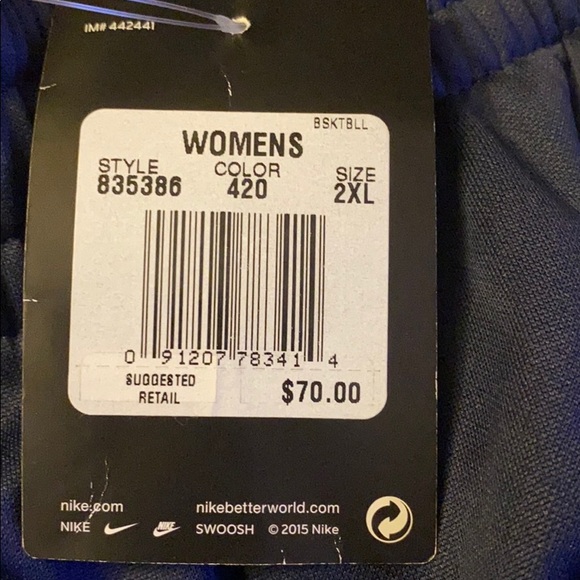 IM# 442441
BSKTBLL
WOMENS
STYLE COLOR SIZE
835386 420 2XL
0 91207 78341 4
SUGGESTED
RETAIL $70.00
nike.com nikebetterworld.com
NIKE NIKE SWOOSH © 2015 Nike